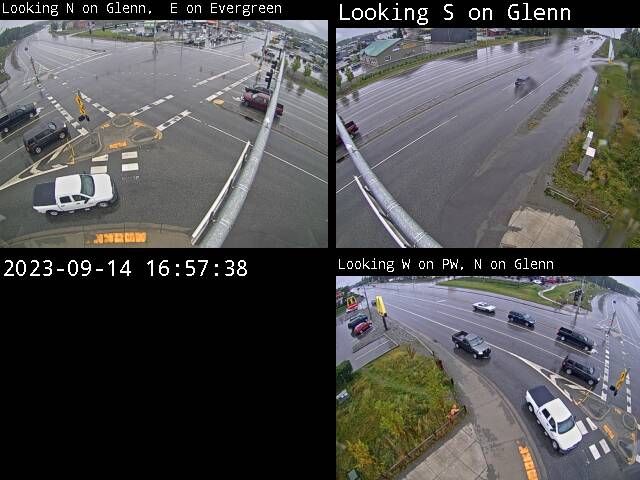 Looking N on Glenn,  E on Evergreen
Looking S on Glenn
2023-09-14 16:57:38
Looking W on PW, N on Glenn